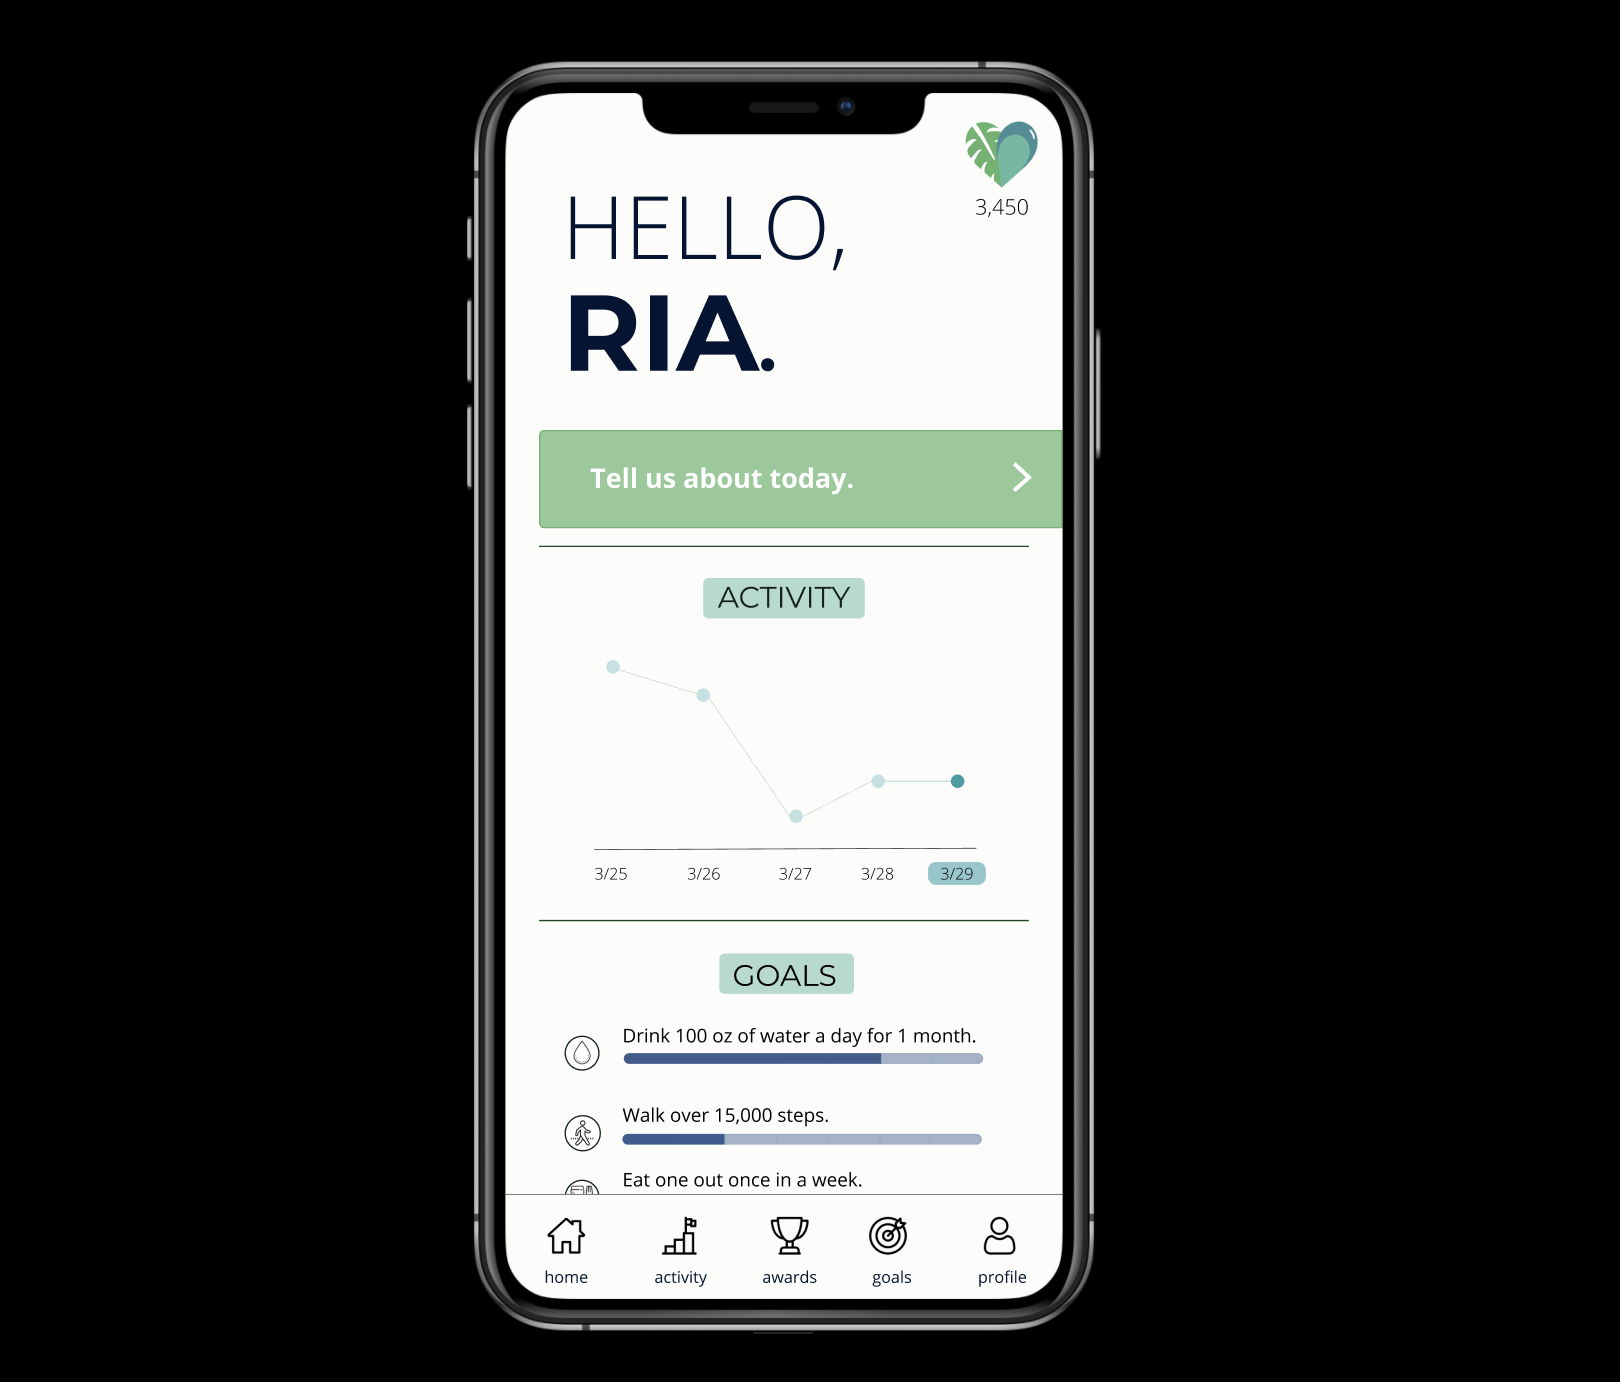 3,450
HELLO,
RIA.
Tell us about today.
ACTIVITY
3/25 3/26 3/27 3/28 3/29
GOALS
Drink 100 oz of water a day for 1 month.
Walk over 15,000 steps.
Eat one out once in a week.
home activity awards goals profile